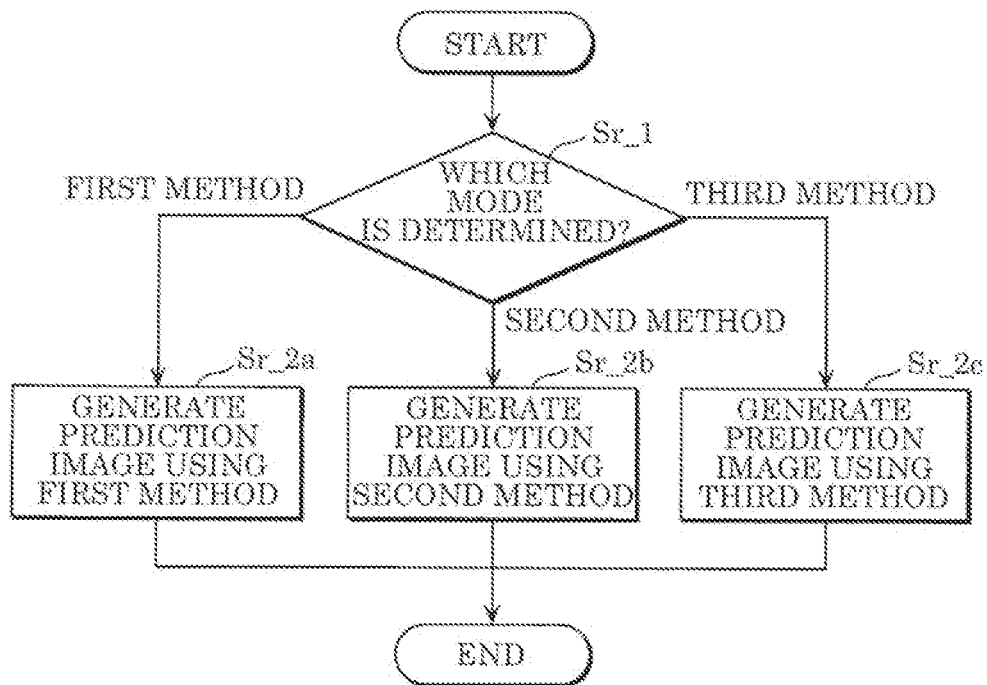 START
Sr_1
WHICH
MODE
IS DETERMINED?
FIRST METHOD
THIRD METHOD
SECOND METHOD
Sr_2a
GENERATE
PREDICTION
IMAGE USING
FIRST METHOD
Sr_2b
GENERATE
PREDICTION
IMAGE USING
SECOND METHOD
Sr_2c
GENERATE
PREDICTION
IMAGE USING
THIRD METHOD
END